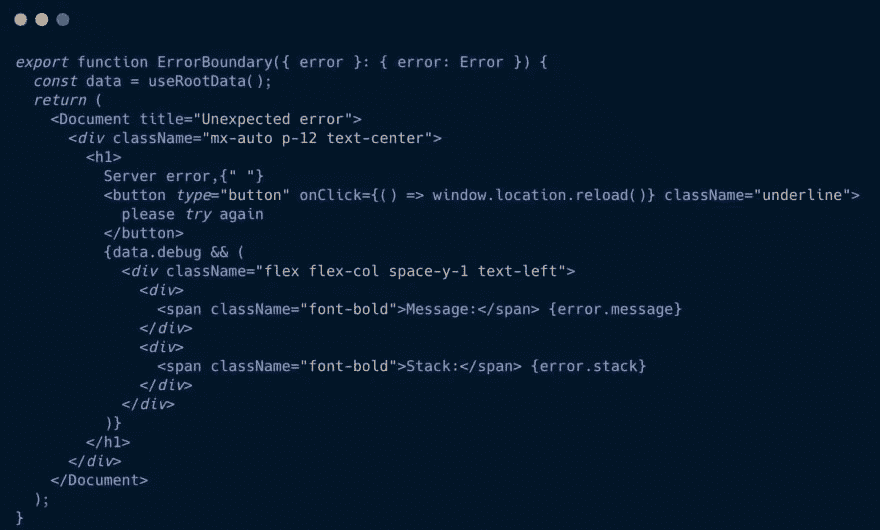 export function ErrorBoundary({ error }: { error: Error }) {
  const data = useRootData();
  return (
    <Document title="Unexpected error">
      <div className="mx-auto p-12 text-center">
        <h1>
          Server error,{" "}
          <button type="button" onClick={() => window.location.reload()} className="underline">
            please try again
          </button>
          {data.debug && (
            <div className="flex flex-col space-y-1 text-left">
              <div>
                <span className="font-bold">Message:</span> {error.message}
              </div>
              <div>
                <span className="font-bold">Stack:</span> {error.stack}
              </div>
            </div>
          )}
        </h1>
      </div>
    </Document>
  );
}